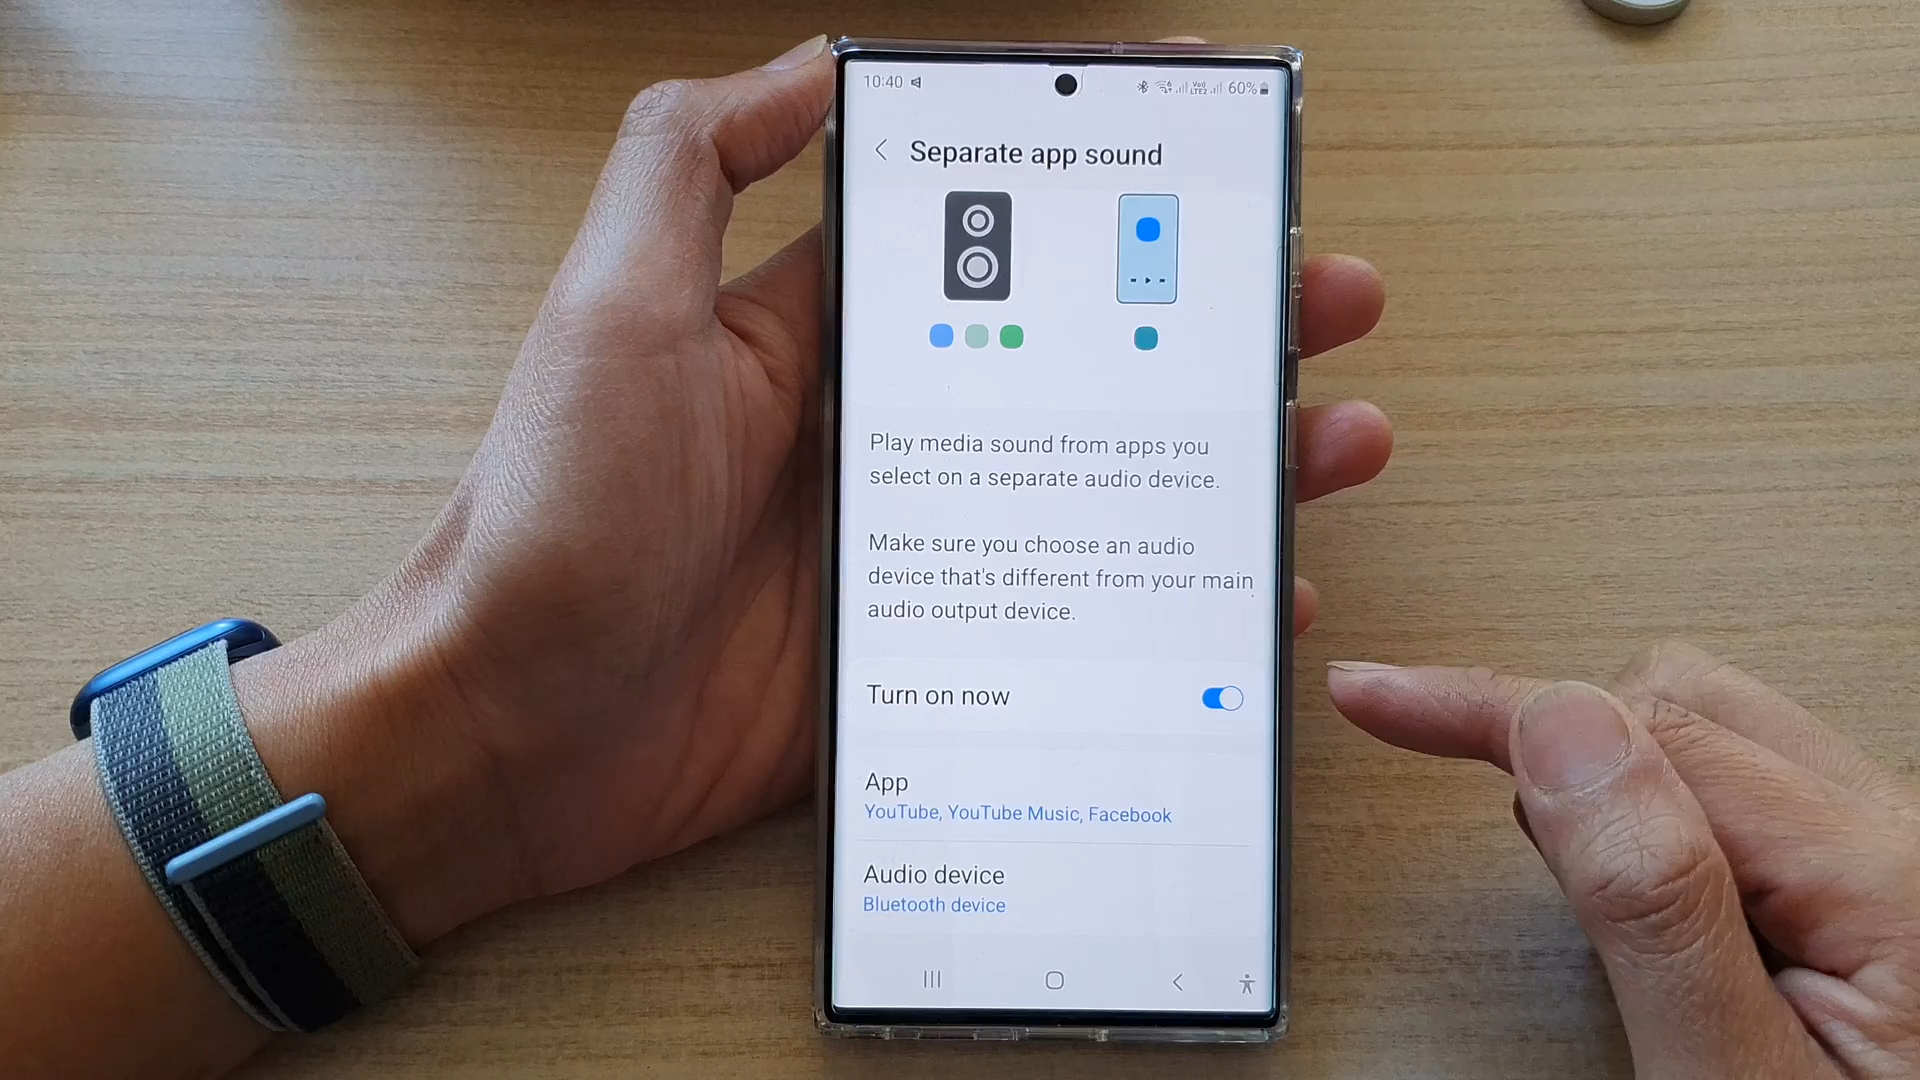 10:40
60%
Separate app sound
Play media sound from apps you
select on a separate audio device.
Make sure you choose an audio
device that's different from your main
audio output device.
Turn on now
App
YouTube, YouTube Music, Facebook
Audio device
Bluetooth device